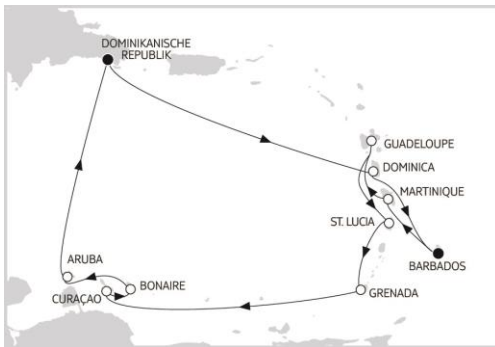 DOMINIKANISCHE
REPUBLIK
GUADELOUPE
DOMINICA
MARTINIQUE
ST. LUCIA
BARBADOS
ARUBA
BONAIRE
CURAÇAO
GRENADA